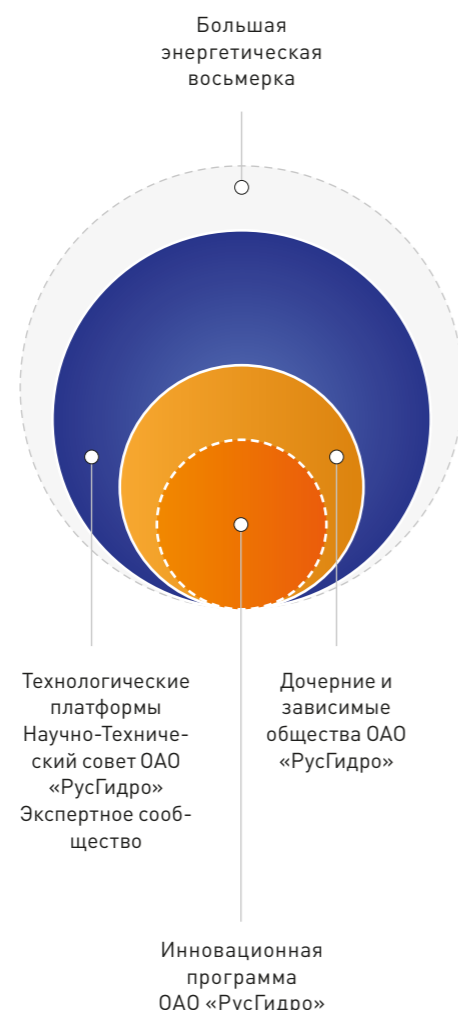 Большая
энергетическая
восьмерка
Технологические
платформы
Научно-Техниче-
ский совет ОАО
«РусГидро»
Экспертное сооб-
щество
Дочерние и
зависимые
общества ОАО
«РусГидро»
Инновационная
программа
ОАО «РусГидро»